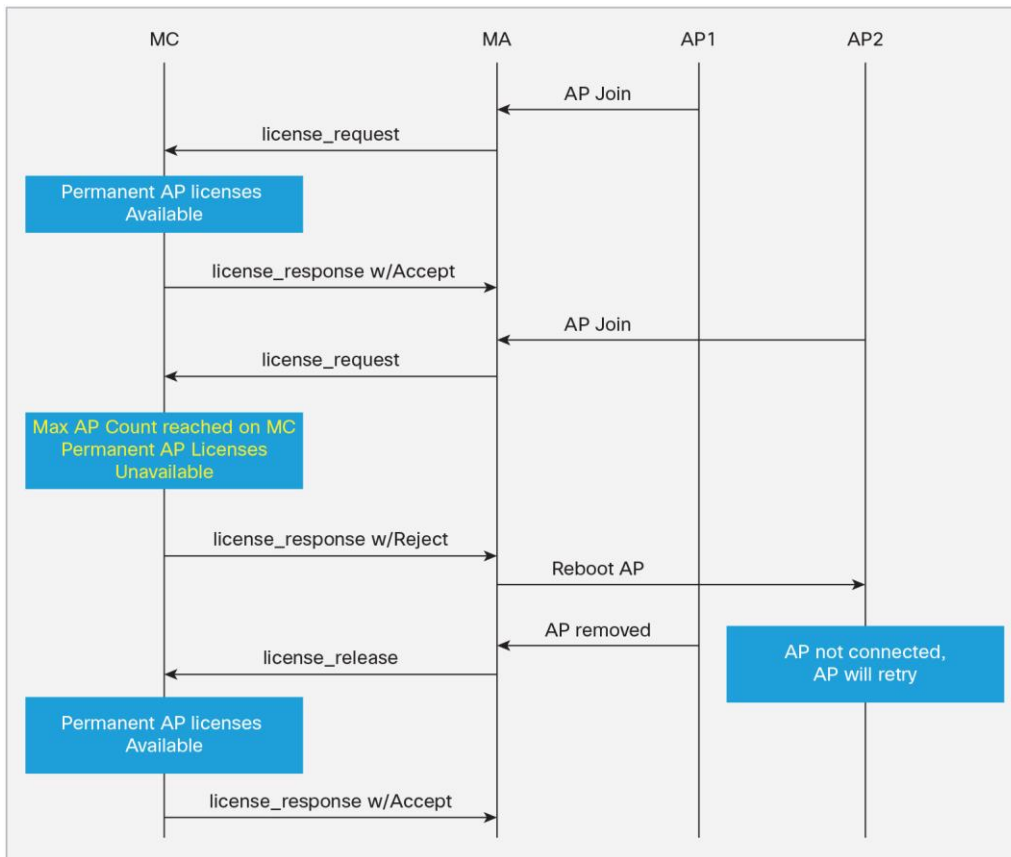 MC
MA
AP1
AP2
AP Join
license_request
Permanent AP licenses
Available
license_response w/Accept
AP Join
license_request
Max AP Count reached on MC
Permanent AP Licenses
Unavailable
license_response w/Reject
Reboot AP
AP removed
license_release
AP not connected,
AP will retry
Permanent AP licenses
Available
license_response w/Accept